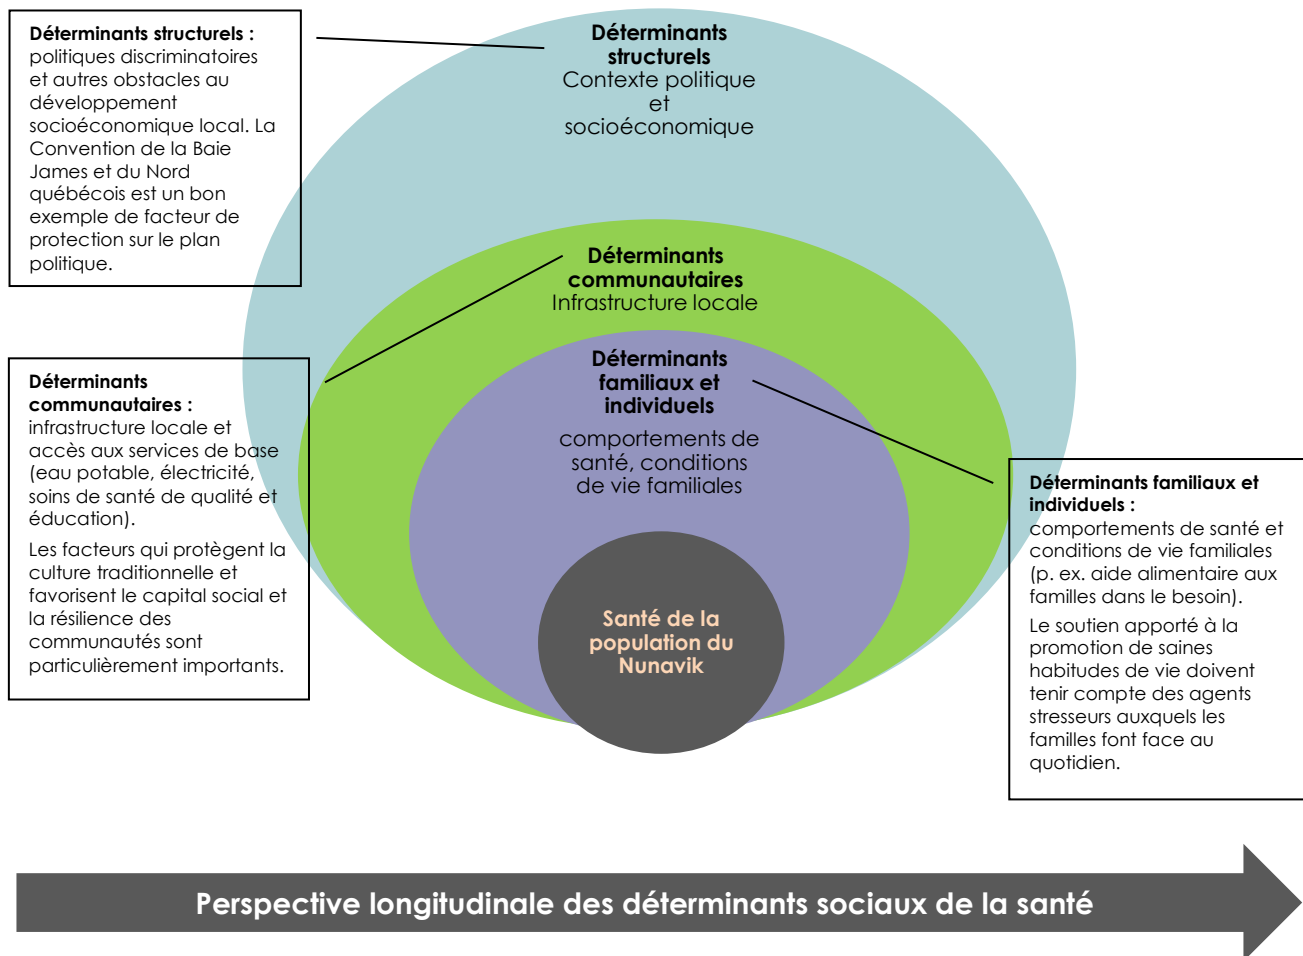 Déterminants structurels :
politiques discriminatoires
et autres obstacles au
développement
socioéconomique local. La
Convention de la Baie
James et du Nord
québécois est un bon
exemple de facteur de
protection sur le plan
politique.
Déterminants
structurels
Contexte politique
et
socioéconomique
Déterminants
communautaires
Infrastructure locale
Déterminants
familiaux et
individuels
comportements de
santé, conditions
de vie familiales
Santé de la
population du
Nunavik
Déterminants
communautaires :
infrastructure locale et
accès aux services de base
(eau potable, électricité,
soins de santé de qualité et
éducation).
Les facteurs qui protègent la
culture traditionnelle et
favorisent le capital social et
la résilience des
communautés sont
particulièrement importants.
Déterminants familiaux et
individuels :
comportements de santé et
conditions de vie familiales
(p. ex. aide alimentaire aux
familles dans le besoin).
Le soutien apporté à la
promotion de saines
habitudes de vie doivent
tenir compte des agents
stresseurs auxquels les
familles font face au
quotidien.
Perspective longitudinale des déterminants sociaux de la santé